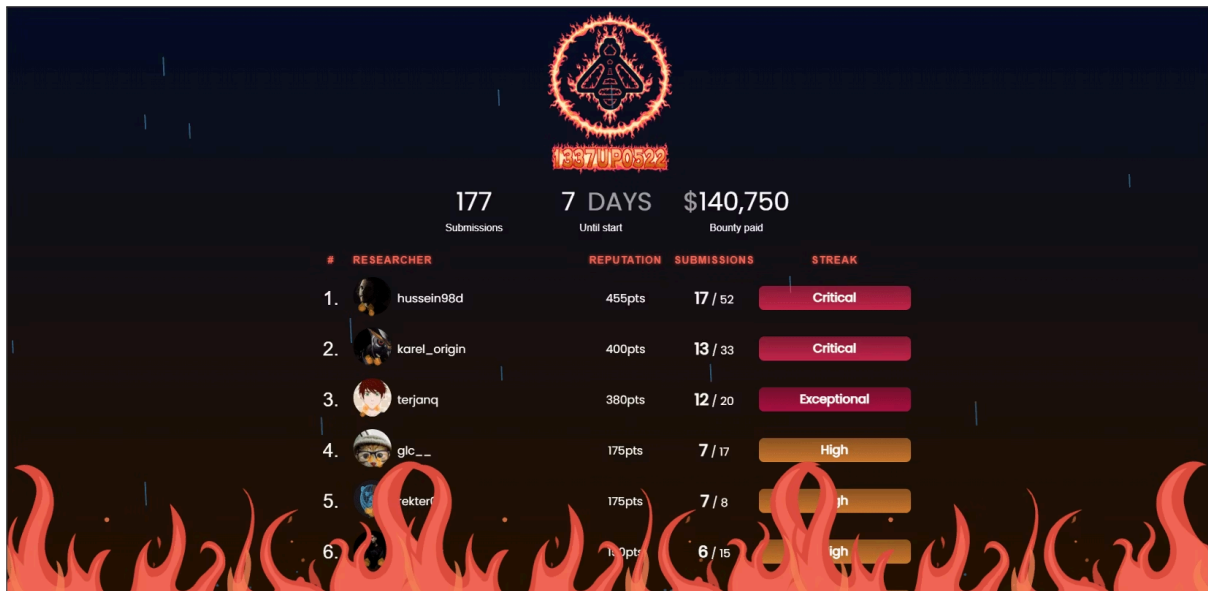 1337UP0522
177 7 DAYS $140,750
Submissions Until start Bounty paid
# RESEARCHER REPUTATION SUBMISSIONS STREAK
1. hussein98d 455pts 17 / 52 Critical
2. karel_origin 400pts 13 / 33 Critical
3. terjanq 380pts 12 / 20 Exceptional
4. glc__ 175pts 7 / 17 High
5. 175pts 7 / 8
6. 6 / 15